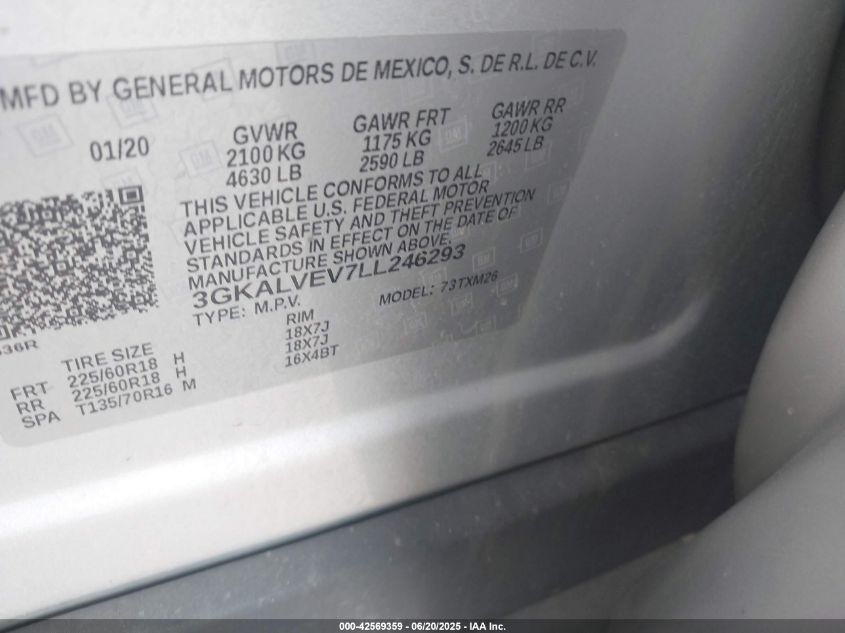 MFD BY GENERAL MOTORS DE MEXICO, S. DE R.L. DE C.V.
01/20 GVWR GAWR FRT GAWR RR
2100 KG 1175 KG 1200 KG
4630 LB 2590 LB 2645 LB
THIS VEHICLE CONFORMS TO ALL
APPLICABLE U.S. FEDERAL MOTOR
VEHICLE SAFETY AND THEFT PREVENTION
STANDARDS IN EFFECT ON THE DATE OF
MANUFACTURE SHOWN ABOVE.
3GKALVEV7LL246293
TYPE: M.P.V. MODEL: 73TXM26
TIRE SIZE RIM
FRT 225/60R18 H 18X7J
RR 225/60R18 H 18X7J
SPA T135/70R16 M 16X4BT
000-42569359 - 06/20/2025 - IAA Inc.